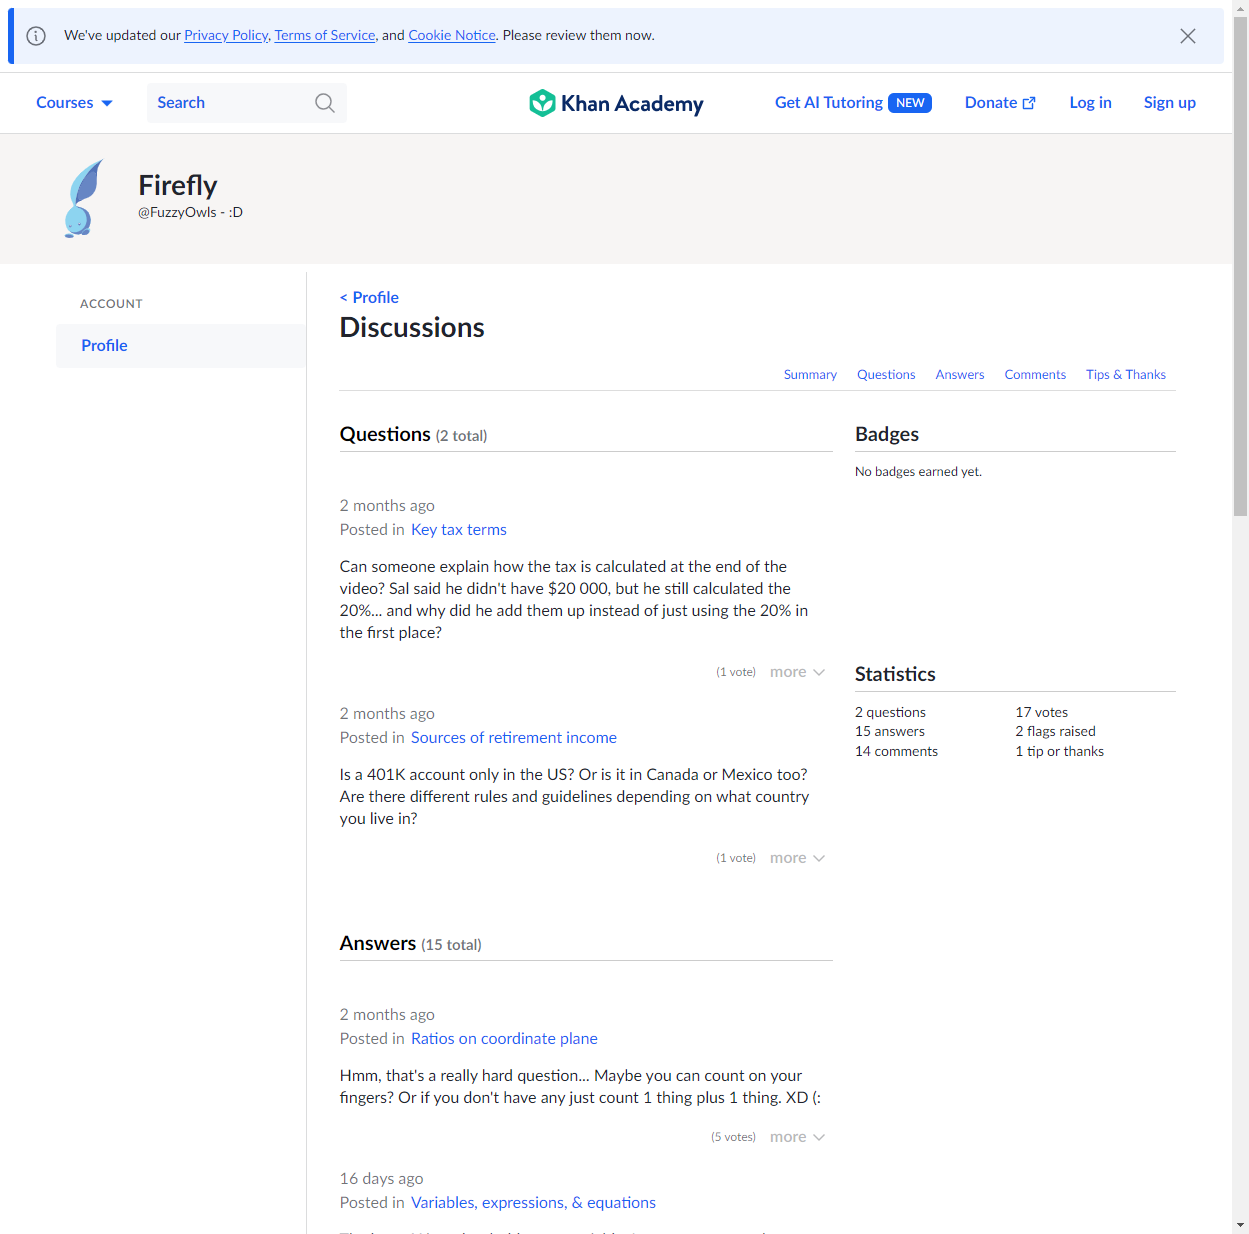 We've updated our Privacy Policy, Terms of Service, and Cookie Notice. Please review them now.
Courses
Search
Khan Academy
Get AI Tutoring NEW
Donate
Log in
Sign up
Firefly
@FuzzyOwls - :D
ACCOUNT
Profile
< Profile
Discussions
Summary Questions Answers Comments Tips & Thanks
Questions (2 total)
2 months ago
Posted in Key tax terms
Can someone explain how the tax is calculated at the end of the
video? Sal said he didn't have $20 000, but he still calculated the
20%... and why did he add them up instead of just using the 20% in
the first place?
(1 vote) more
2 months ago
Posted in Sources of retirement income
Is a 401K account only in the US? Or is it in Canada or Mexico too?
Are there different rules and guidelines depending on what country
you live in?
(1 vote) more
Answers (15 total)
2 months ago
Posted in Ratios on coordinate plane
Hmm, that's a really hard question... Maybe you can count on your
fingers? Or if you don't have any just count 1 thing plus 1 thing. XD (:
(5 votes) more
16 days ago
Posted in Variables, expressions, & equations
Badges
No badges earned yet.
Statistics
2 questions
15 answers
14 comments
17 votes
2 flags raised
1 tip or thanks